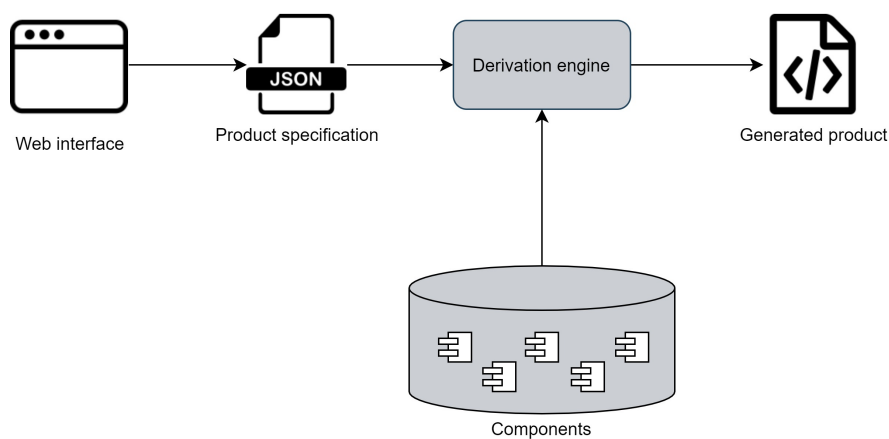 JSON
Derivation engine
Web interface
Product specification
Generated product
Components